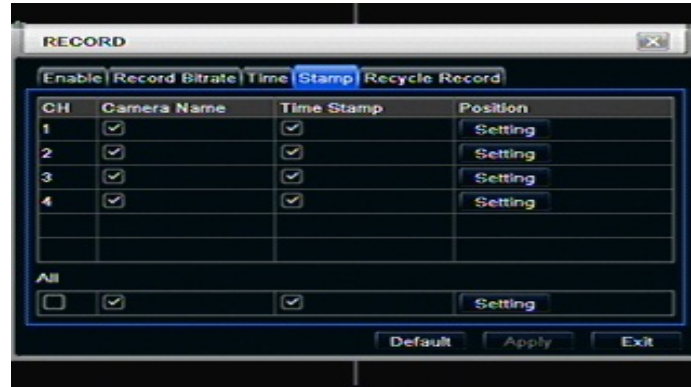 RECORD
Enable Record Bitrate Time Stamp Recycle Record
CH Camera Name Time Stamp Position
1 Setting
2 Setting
3 Setting
4 Setting
All
Setting
Default Apply Exit